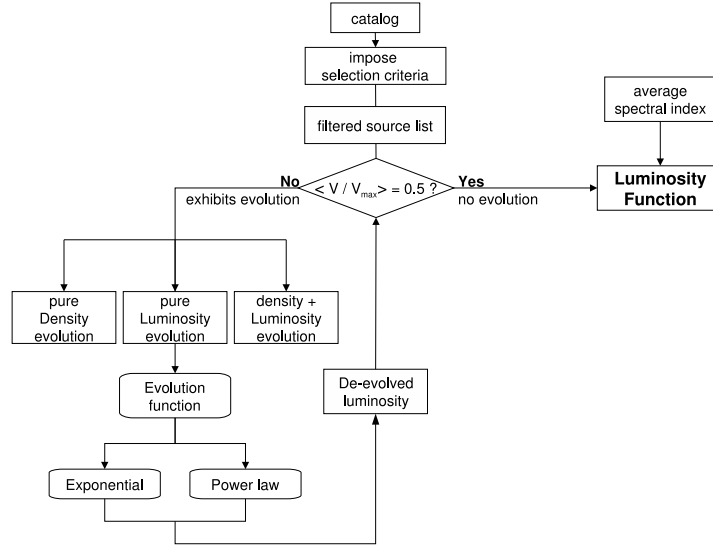 catalog
impose
selection criteria
average
spectral index
filtered source list
No
< V / Vmax> = 0.5 ?
Yes
exhibits evolution
no evolution
Luminosity
Function
pure
Density
evolution
pure
Luminosity
evolution
density +
Luminosity
evolution
Evolution
function
De-evolved
luminosity
Exponential
Power law